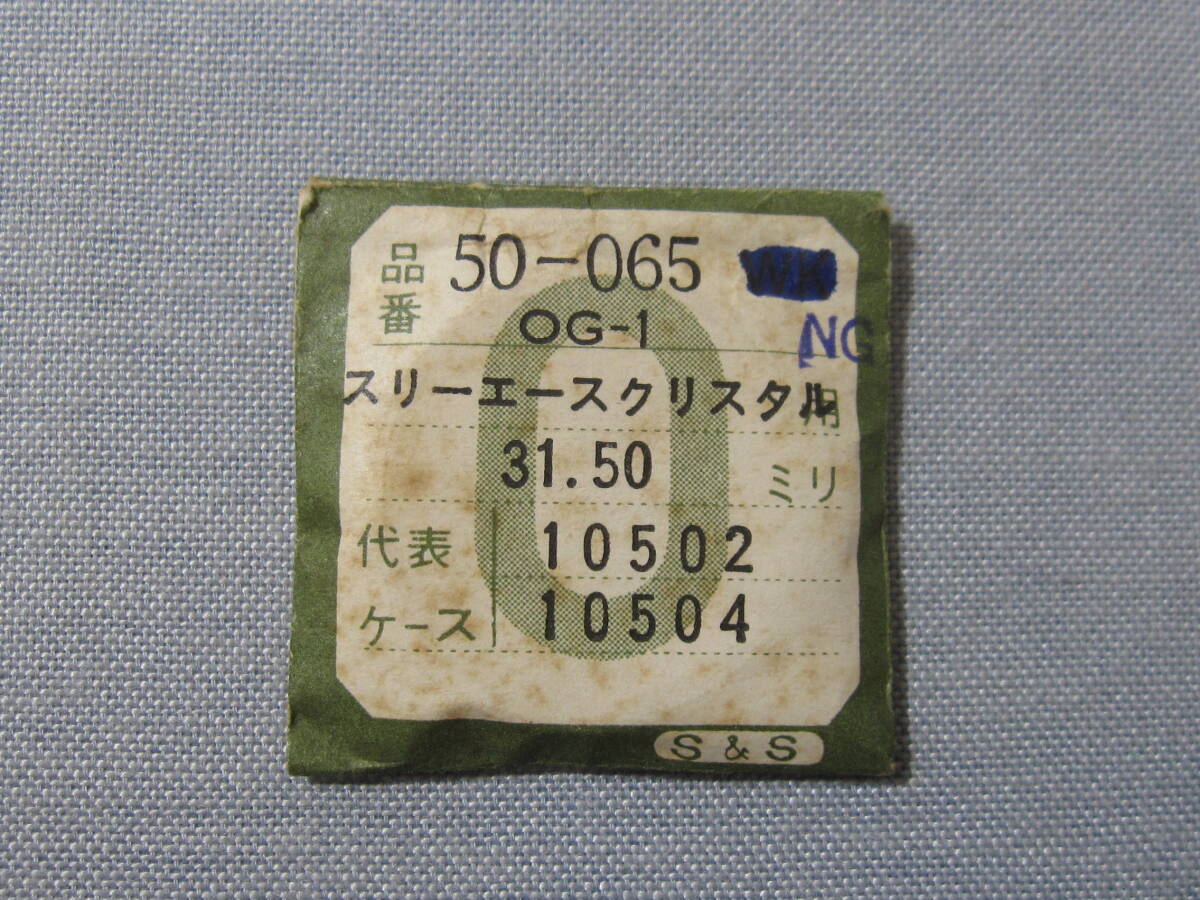 品番 50-065 WK
OG-1 NG
スリーエースクリスタル用
31.50 ミリ
代表 10502
ケース 10504
S & S